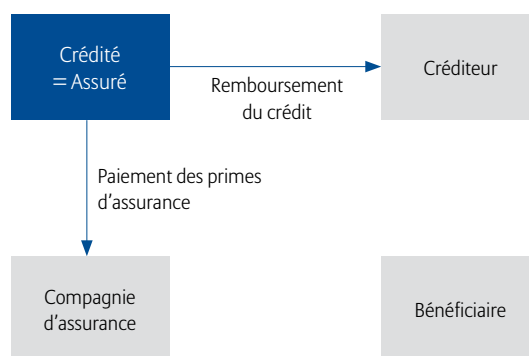 Crédité
= Assuré
Remboursement
du crédit
Créditeur
Paiement des primes
d’assurance
Compagnie
d’assurance
Bénéficiaire